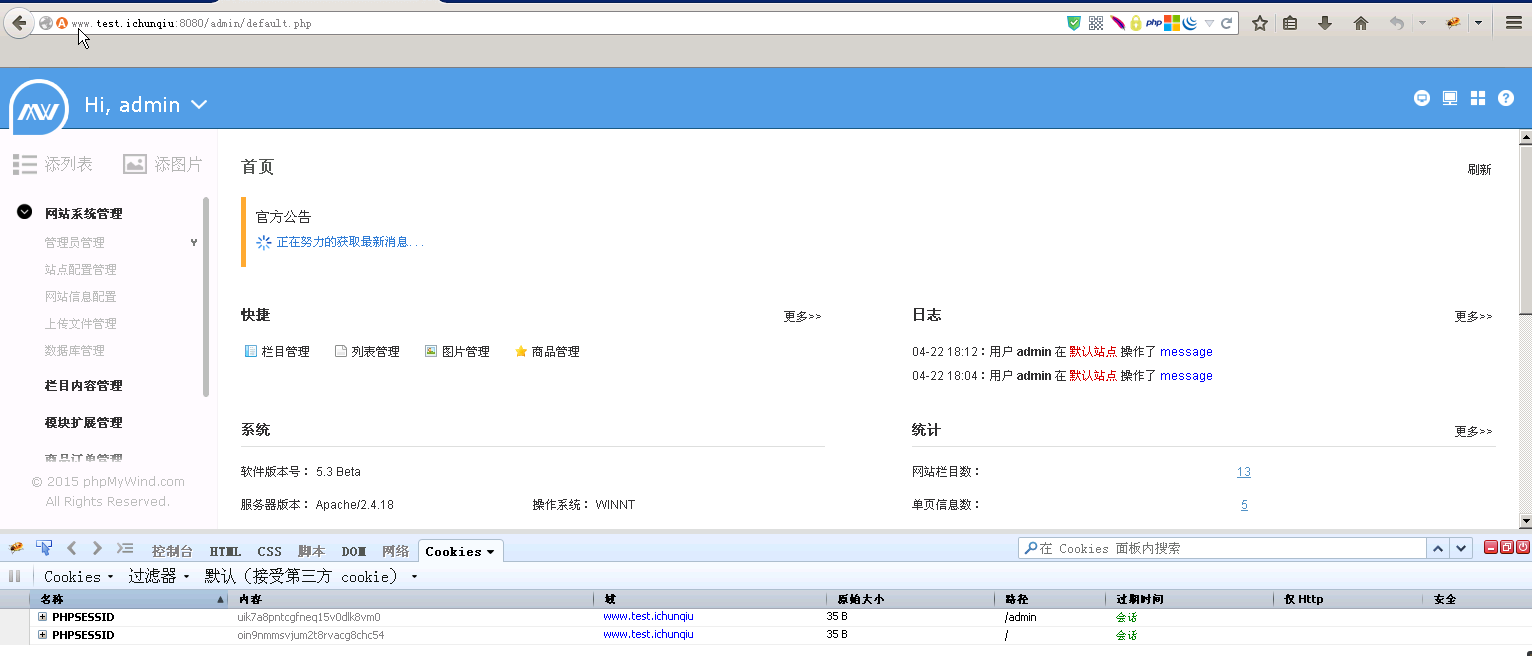 www.test.ichunqiu:8080/admin/default.php
php
Hi, admin
添列表 添图片
网站系统管理
管理员管理
站点配置管理
网站信息配置
上传文件管理
数据库管理
栏目内容管理
模块扩展管理
商品订单管理
© 2015 phpMyWind.com
All Rights Reserved.
首页 刷新
官方公告
正在努力的获取最新消息...
快捷 更多>>
栏目管理 列表管理 图片管理 商品管理
日志 更多>>
04-22 18:12：用户 admin 在 默认站点 操作了 message
04-22 18:04：用户 admin 在 默认站点 操作了 message
系统
软件版本号： 5.3 Beta
服务器版本： Apache/2.4.18 操作系统： WINNT
统计 更多>>
网站栏目数： 13
单页信息数： 5
控制台 HTML CSS 脚本 DOM 网络 Cookies
在 Cookies 面板内搜索
Cookies 过滤器 默认（接受第三方 cookie）
名称 内容 域 原始大小 路径 过期时间 仅 Http 安全
PHPSESSID uik7a8pntcgfneq15v0dlk8vm0 www.test.ichunqiu 35 B /admin 会话
PHPSESSID oin9nmmsvjum2t8rvacg8chc54 www.test.ichunqiu 35 B / 会话